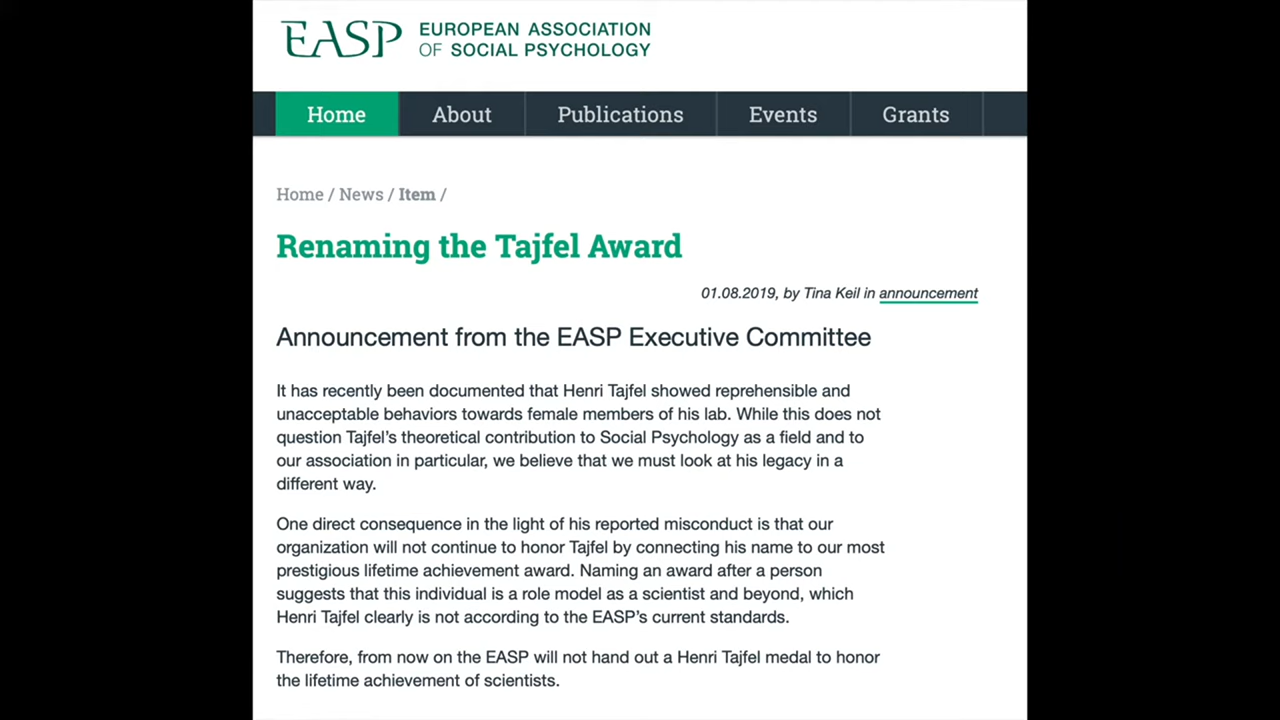 EASP
EUROPEAN ASSOCIATION
OF SOCIAL PSYCHOLOGY
Home About Publications Events Grants
Home / News / Item /
Renaming the Tajfel Award
01.08.2019, by Tina Keil in announcement
Announcement from the EASP Executive Committee
It has recently been documented that Henri Tajfel showed reprehensible and
unacceptable behaviors towards female members of his lab. While this does not
question Tajfel's theoretical contribution to Social Psychology as a field and to
our association in particular, we believe that we must look at his legacy in a
different way.
One direct consequence in the light of his reported misconduct is that our
organization will not continue to honor Tajfel by connecting his name to our most
prestigious lifetime achievement award. Naming an award after a person
suggests that this individual is a role model as a scientist and beyond, which
Henri Tajfel clearly is not according to the EASP's current standards.
Therefore, from now on the EASP will not hand out a Henri Tajfel medal to honor
the lifetime achievement of scientists.